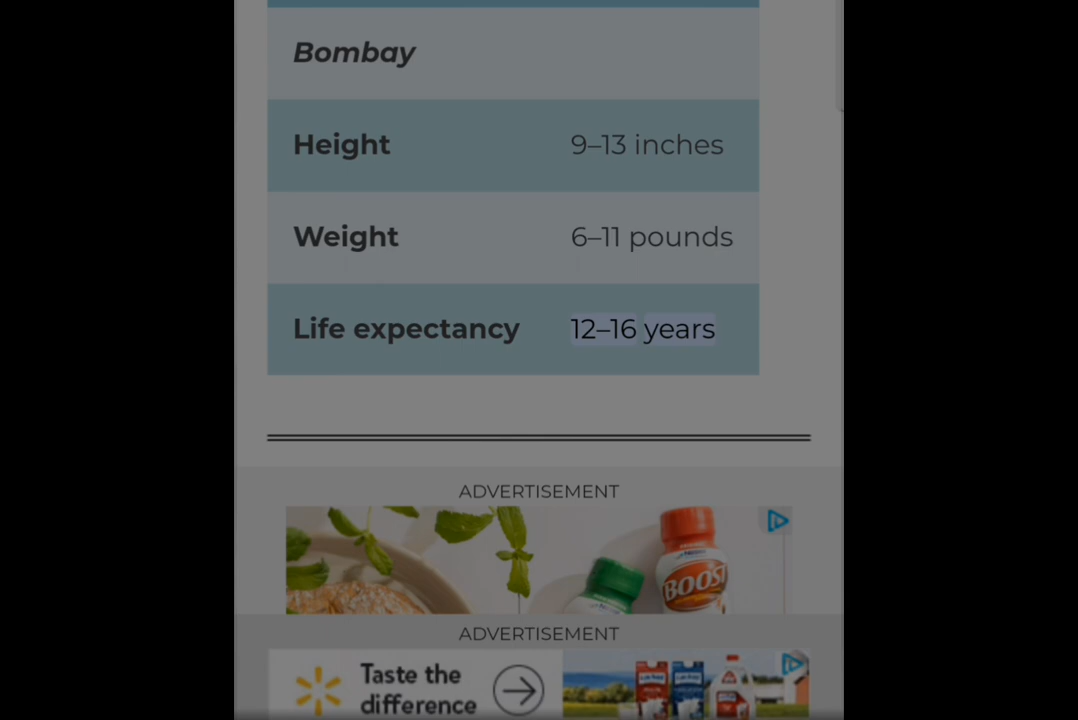 Bombay
Height 9–13 inches
Weight 6–11 pounds
Life expectancy 12–16 years
ADVERTISEMENT
BOOST
ADVERTISEMENT
Taste the
difference